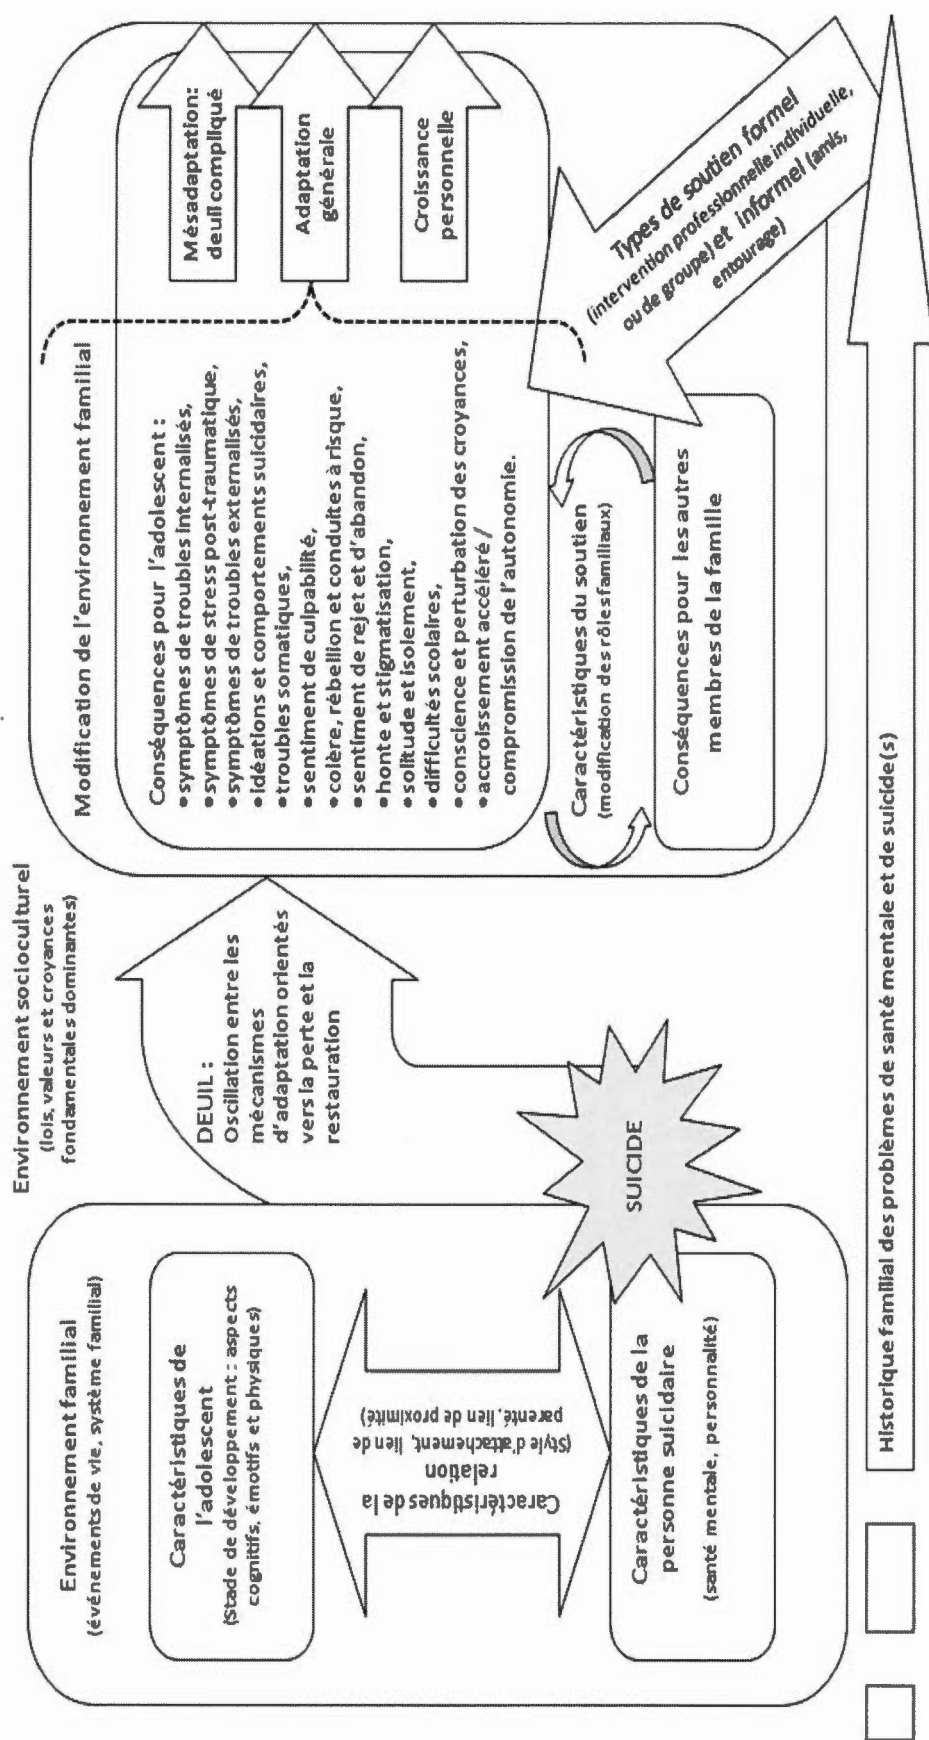 Environnement socioculturel
(lois, valeurs et croyances
fondamentales dominantes)
Environnement familial
(événements de vie, système familial)
Caractéristiques de
l'adolescent
(Stade de développement : aspects
cognitifs, émotifs et physiques)
Caractéristiques de la
relation
(Style d'attachement, lien de
parenté, lien de proximité)
Caractéristiques de la
personne suicidaire
(santé mentale, personnalité)
SUICIDE
DEUIL :
Oscillation entre les
mécanismes
d'adaptation orientés
vers la perte et la
restauration
Modification de l'environnement familial
Conséquences pour l'adolescent :
•symptômes de troubles internalisés,
•symptômes de stress post-traumatique,
•symptômes de troubles externalisés,
•idéations et comportements suicidaires,
•troubles somatiques,
•sentiment de culpabilité,
•colère, rébellion et conduites à risque,
•sentiment de rejet et d'abandon,
•honte et stigmatisation,
•solitude et isolement,
•difficultés scolaires,
•conscience et perturbation des croyances,
•accroissement accéléré /
compromission de l'autonomie.
Mésadaptation:
deuil compliqué
Adaptation
générale
Croissance
personnelle
Caractéristiques du soutien
(modification des rôles familiaux)
Conséquences pour les autres
membres de la famille
Types de soutien formel
(intervention professionnelle individuelle,
ou de groupe) et informel (amis,
entourage)
Historique familial des problèmes de santé mentale et de suicide(s)